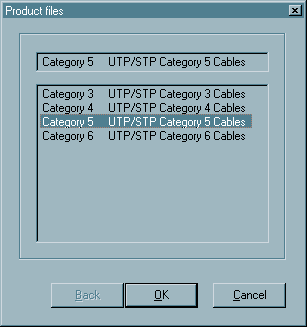 Product files
Category 5 UTP/STP Category 5 Cables
Category 3 UTP/STP Category 3 Cables
Category 4 UTP/STP Category 4 Cables
Category 5 UTP/STP Category 5 Cables
Category 6 UTP/STP Category 6 Cables
Back OK Cancel